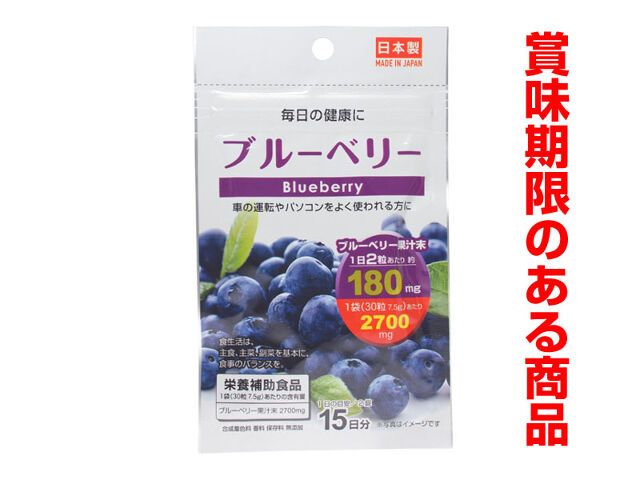 日本製
MADE IN JAPAN
毎日の健康に
ブルーベリー
Blueberry
車の運転やパソコンをよく使われる方に
ブルーベリー果汁末
1日2粒あたり 約
180mg
1袋(30粒 7.5g)あたり
2700
mg
食生活は、
主食、主菜、副菜を基本に、
食事のバランスを。
栄養補助食品
1袋(30粒 7.5g)あたりの含有量
ブルーベリー果汁末 2700mg
合成着色料 香料 保存料 無添加
15日分
※写真はイメージです
賞味期限のある商品